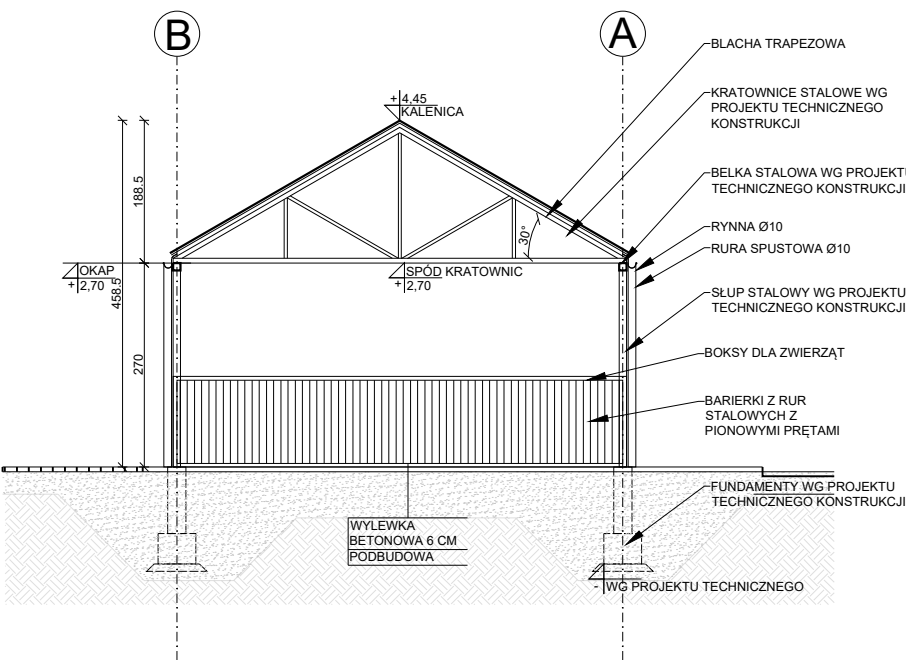 B
A
BLACHA TRAPEZOWA
KRATOWNICE STALOWE WG
PROJEKTU TECHNICZNEGO
KONSTRUKCJI
+ 4,45
KALENICA
BELKA STALOWA WG PROJEKTU
TECHNICZNEGO KONSTRUKCJI
188.5
30°
RYNNA Ø10
RURA SPUSTOWA Ø10
OKAP
+ 2,70
SPÓD KRATOWNIC
+ 2,70
458.5
SŁUP STALOWY WG PROJEKTU
TECHNICZNEGO KONSTRUKCJI
270
BOKSY DLA ZWIERZĄT
BARIERKI Z RUR
STALOWYCH Z
PIONOWYMI PRĘTAMI
FUNDAMENTY WG PROJEKTU
TECHNICZNEGO KONSTRUKCJI
WYLEWKA
BETONOWA 6 CM
PODBUDOWA
- WG PROJEKTU TECHNICZNEGO